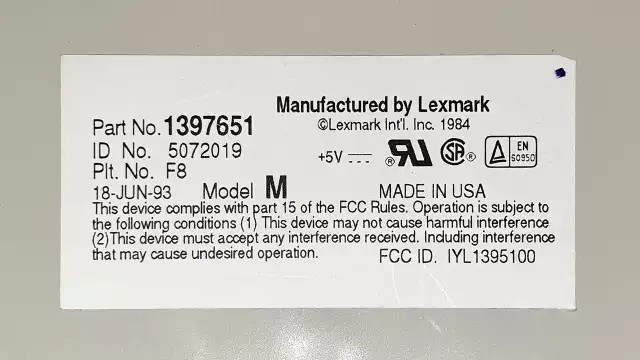 Manufactured by Lexmark
©Lexmark Int'l. Inc. 1984
Part No. 1397651
ID No. 5072019
+5V
® UR ® SA EN 60950
Plt. No. F8
18-JUN-93 Model M MADE IN USA
This device complies with part 15 of the FCC Rules. Operation is subject to
the following conditions (1) This device may not cause harmful interference
(2)This device must accept any interference received. Including interference
that may cause undesired operation. FCC ID. IYL1395100